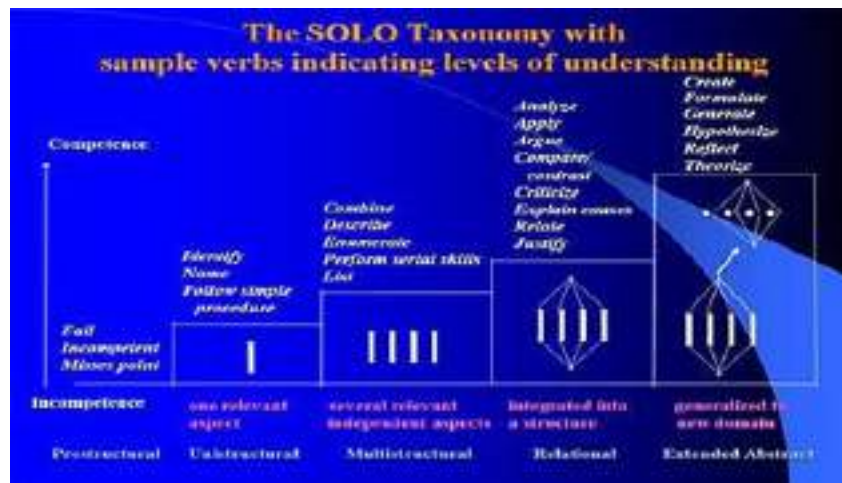 The SOLO Taxonomy with
sample verbs indicating levels of understanding
Competence
Fail
Incompetent
Misses point
Identify
Name
Follow simple
procedure
Combine
Describe
Enumerate
Perform serial skills
List
Analyze
Apply
Argue
Compare/
contrast
Criticize
Explain causes
Relate
Justify
Create
Formulate
Generate
Hypothesize
Reflect
Theorize
Incompetence
one relevant
aspect
several relevant
independent aspects
integrated into
a structure
generalized to
new domain
Prestructural
Unistructural
Multistructural
Relational
Extended Abstract